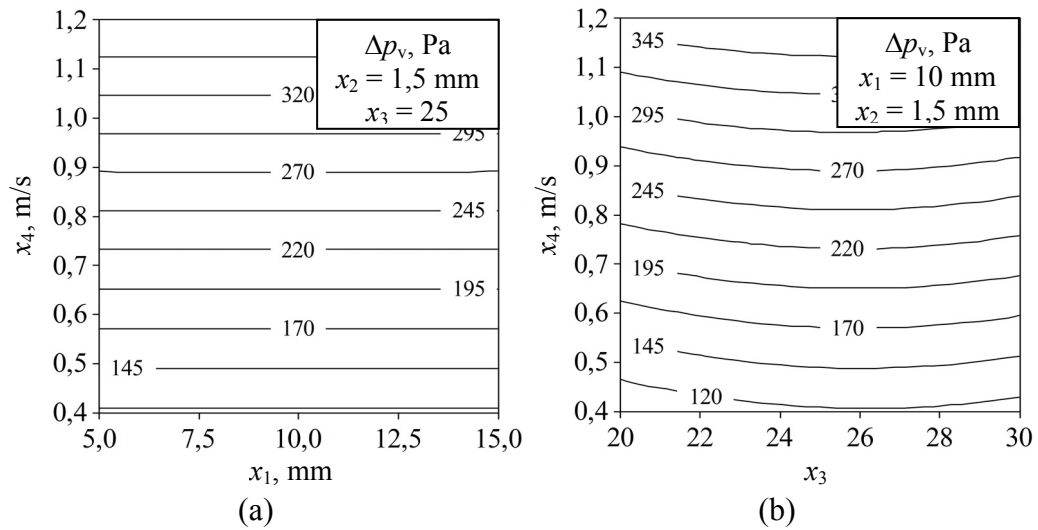 1,2
1,1
1,0
0,9
0,8
0,7
0,6
0,5
0,4
x4, m/s
Δpv, Pa
x2 = 1,5 mm
x3 = 25
320
295
270
245
220
195
170
145
5,0 7,5 10,0 12,5 15,0
x1, mm
(a)
1,2
1,1
1,0
0,9
0,8
0,7
0,6
0,5
0,4
x4, m/s
Δpv, Pa
x1 = 10 mm
x2 = 1,5 mm
345
295
270
245
220
195
170
145
120
20 22 24 26 28 30
x3
(b)